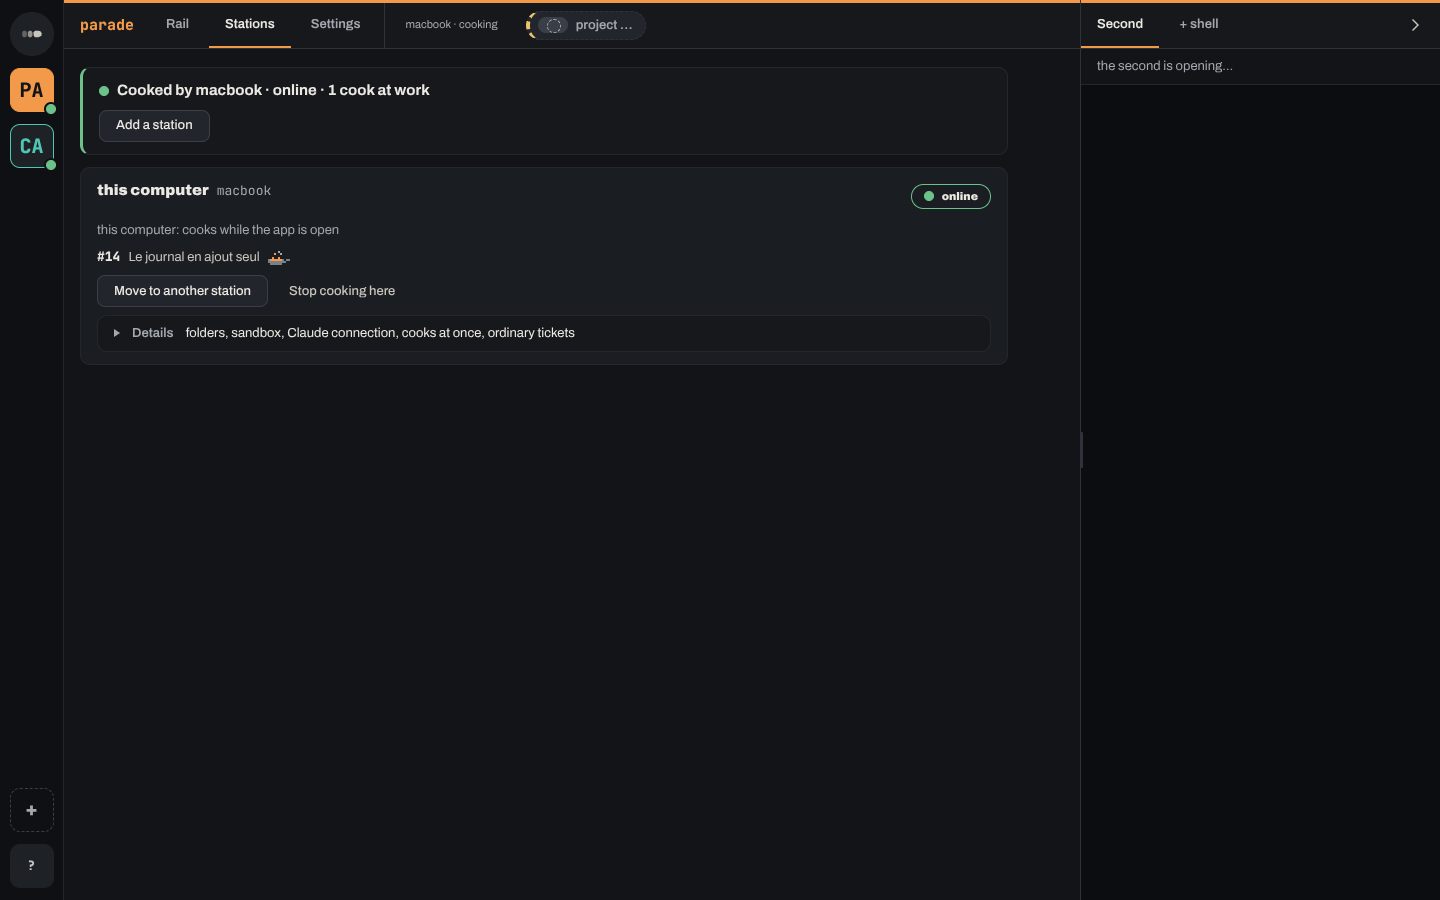 parade Rail Stations Settings macbook · cooking project ...
Second + shell
the second is opening...
PA
CA
Cooked by macbook · online · 1 cook at work
Add a station
this computer macbook
online
this computer: cooks while the app is open
#14 Le journal en ajout seul
Move to another station Stop cooking here
Details folders, sandbox, Claude connection, cooks at once, ordinary tickets
+
?